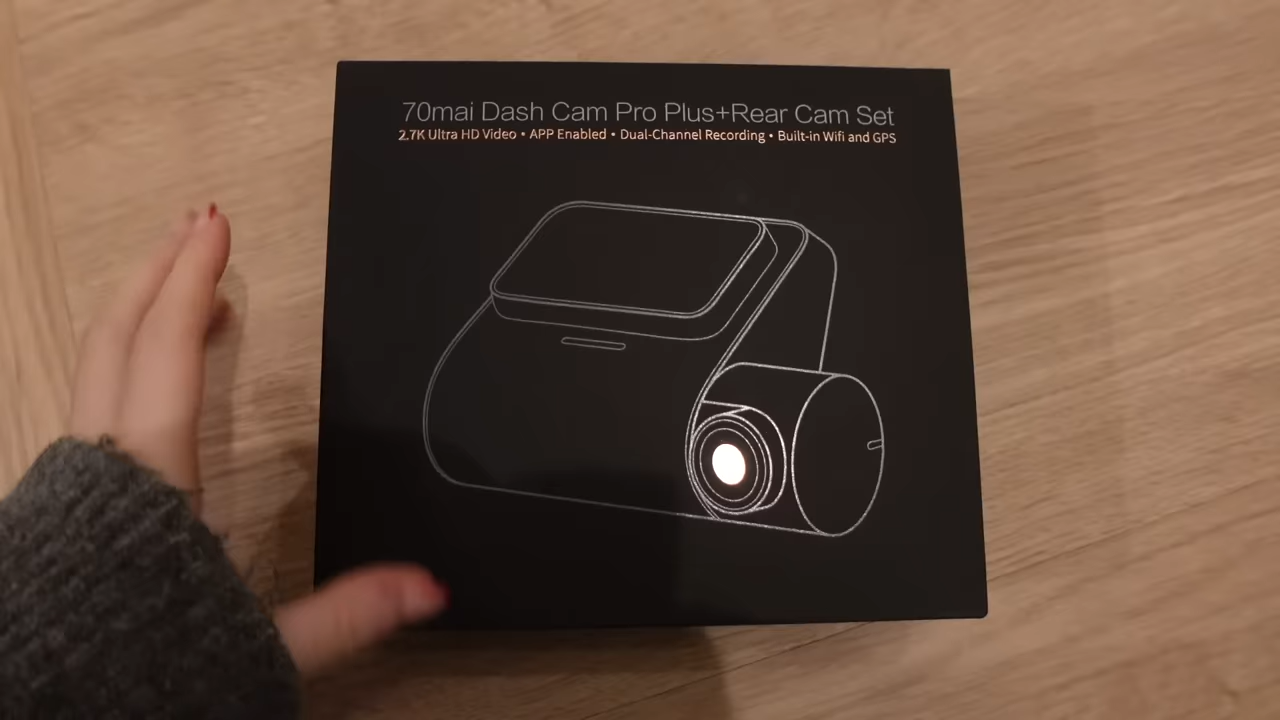 70mai Dash Cam Pro Plus+Rear Cam Set
2.7K Ultra HD Video • APP Enabled • Dual-Channel Recording • Built-in Wifi and GPS